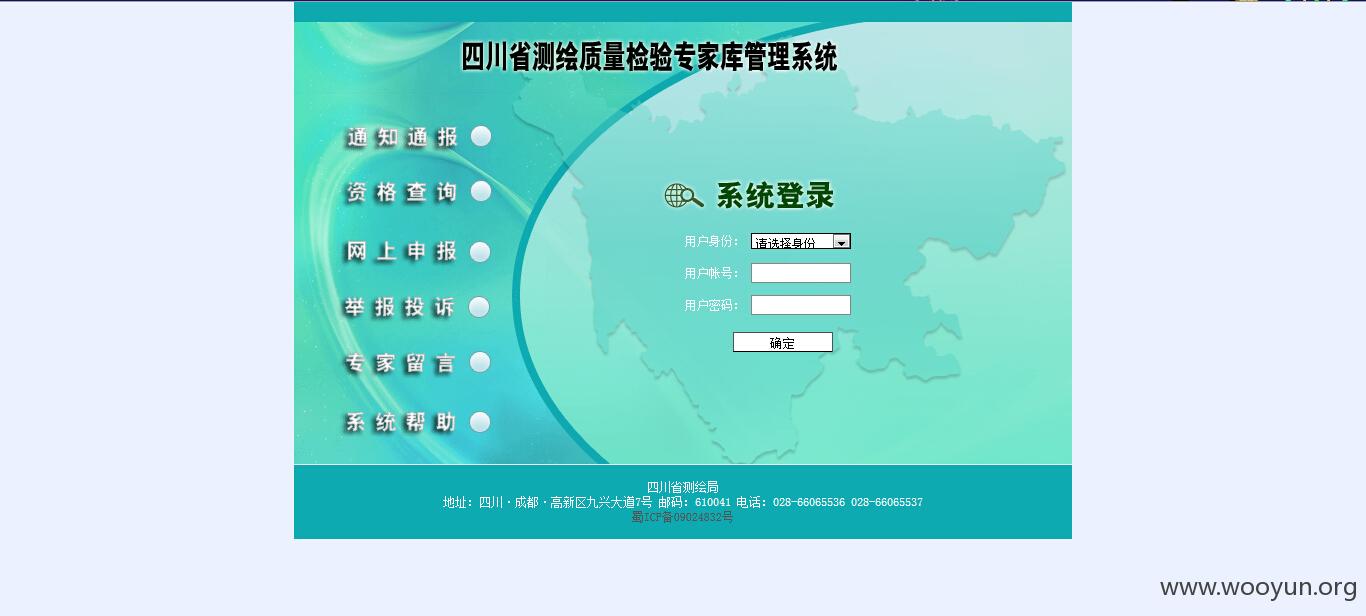 四川省测绘质量检验专家库管理系统
通知通报
资格查询
网上申报
举报投诉
专家留言
系统帮助
系统登录
用户身份： 请选择身份
用户帐号：
用户密码：
确定
四川省测绘局
地址：四川·成都·高新区九兴大道7号 邮码：610041 电话：028-66065536 028-66065537
蜀ICP备09024832号
www.wooyun.org